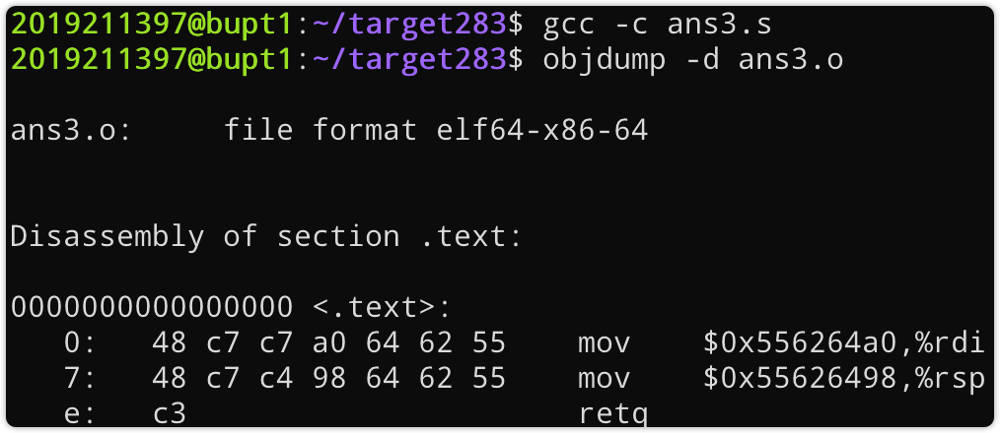 2019211397@bupt1:~/target283$ gcc -c ans3.s
2019211397@bupt1:~/target283$ objdump -d ans3.o
ans3.o:     file format elf64-x86-64
Disassembly of section .text:
0000000000000000 <.text>:
   0:   48 c7 c7 a0 64 62 55    mov    $0x556264a0,%rdi
   7:   48 c7 c4 98 64 62 55    mov    $0x55626498,%rsp
   e:   c3                      retq